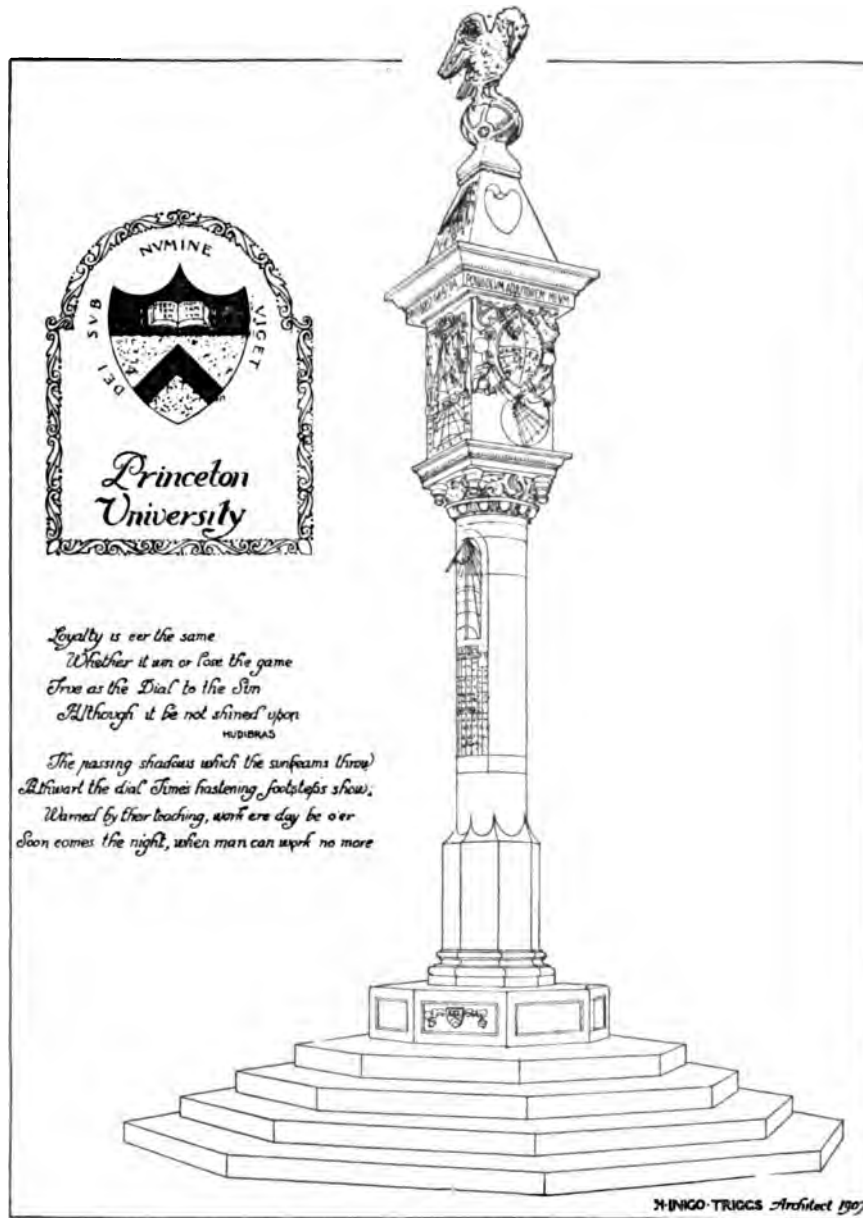 DEI SVB NVMINE VIGET
Princeton
University
Loyalty is eer the same
Whether it win or lose the game
True as the Dial to the Sun
Although it be not shined upon
HUDIBRAS
The passing shadows which the sunbeams throw
Athwart the dial Time's hastening footsteps show,
Warned by their teaching, work ere day be o'er
Soon comes the night, when man can work no more
H·INIGO·TRIGGS Architect